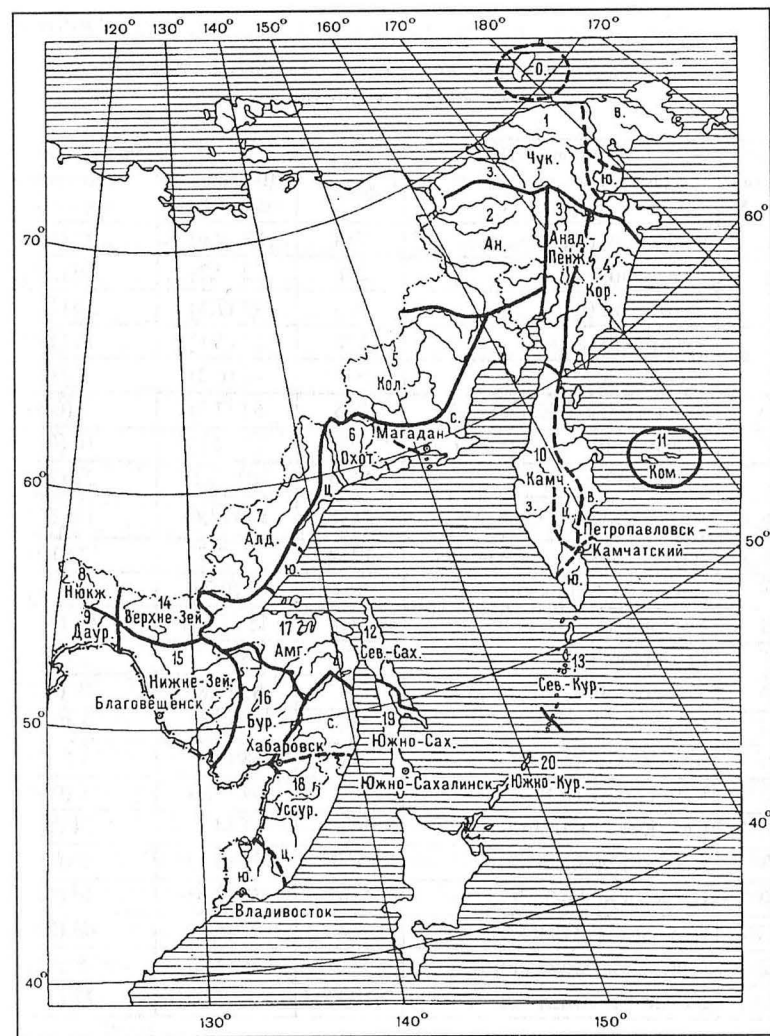 120° 130° 140° 150° 160° 170° 180° 170°
О.
1
В.
Чук.
З.
Ю.
60°
2
3
70°
Ан.
Анад.-
Пенж.
4
Кор.
5
Кол.
С.
6
Магадан
Охот.
11
Ком.
10
Камч.
Ц.
В.
З.
60°
7
Ц.
Алд.
Петропавловск-
Камчатский
50°
Ю.
Ю.
8
Нюкж.
14
Верхне-Зей.
9
Даур.
17
Амг.
12
Сев.-Сах.
15
Нижне-Зей.
13
Сев.-Кур.
Благовещенск
16
Бур.
50°
С.
19
Хабаровск
Южно-Сах.
20
18
Южно-Сахалинск
Южно-Кур.
Уссур.
40°
Ц.
Ю.
Владивосток
40°
130° 140° 150°